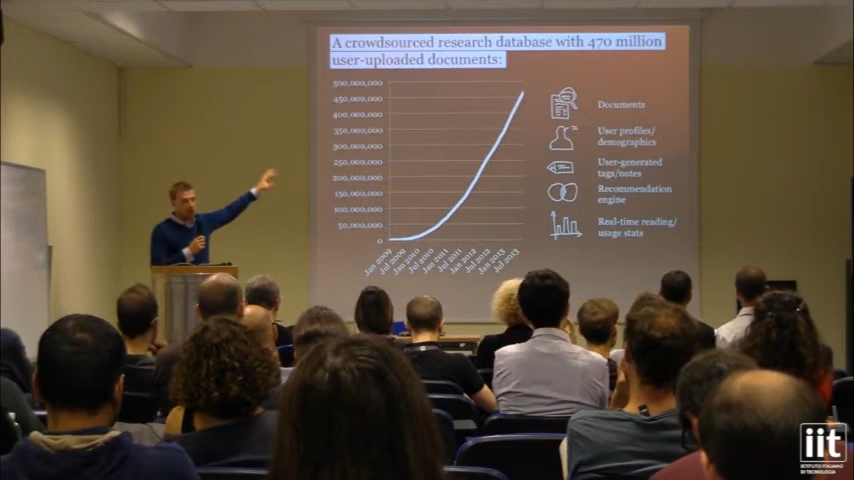 A crowdsourced research database with 470 million
user-uploaded documents:
500,000,000
450,000,000
400,000,000
350,000,000
300,000,000
250,000,000
200,000,000
150,000,000
100,000,000
50,000,000
0
Jan 2009
Jul 2009
Jan 2010
Jul 2010
Jan 2011
Jul 2011
Jan 2012
Jul 2012
Jan 2013
Jul 2013
Documents
User profiles/
demographics
User-generated
tags/notes
Recommendation
engine
Real-time reading/
usage stats
iit
ISTITUTO ITALIANO
DI TECNOLOGIA